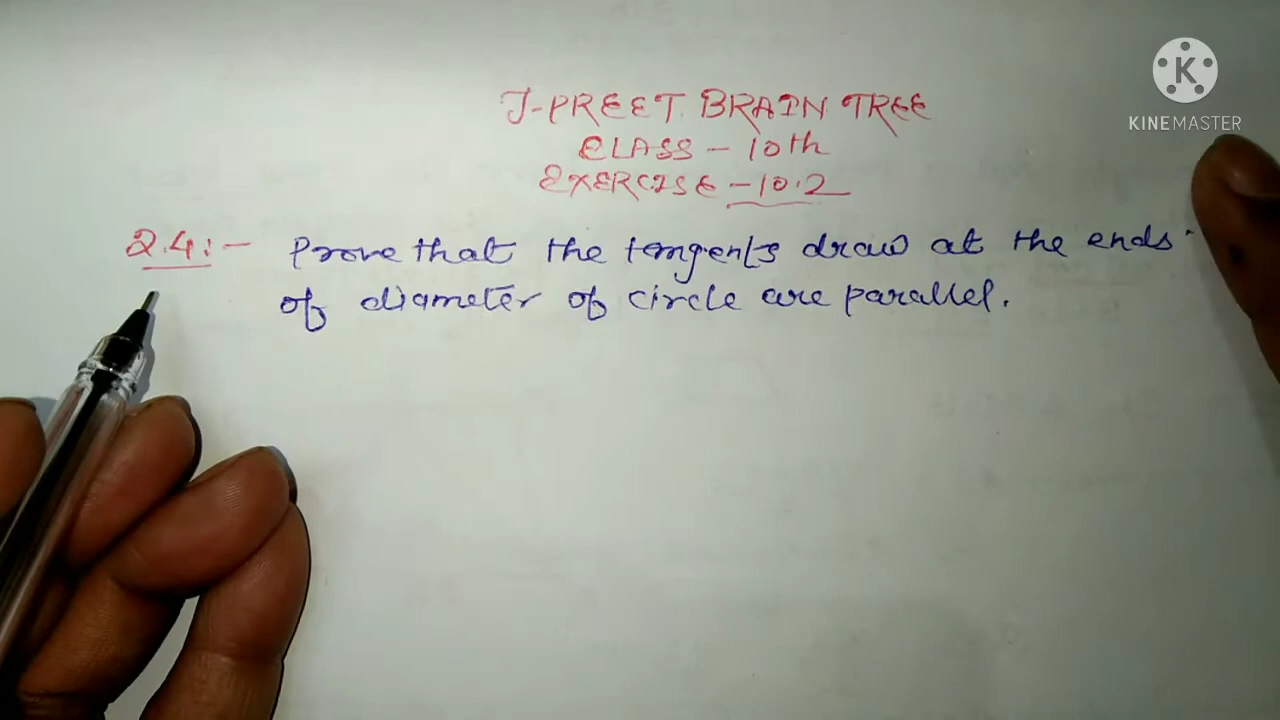 J-PREET BRAIN TREE
CLASS - 10th
EXERCISE - 10.2
Q.4:- Prove that the tangents draw at the ends
of diameter of circle are parallel.
K
KINEMASTER